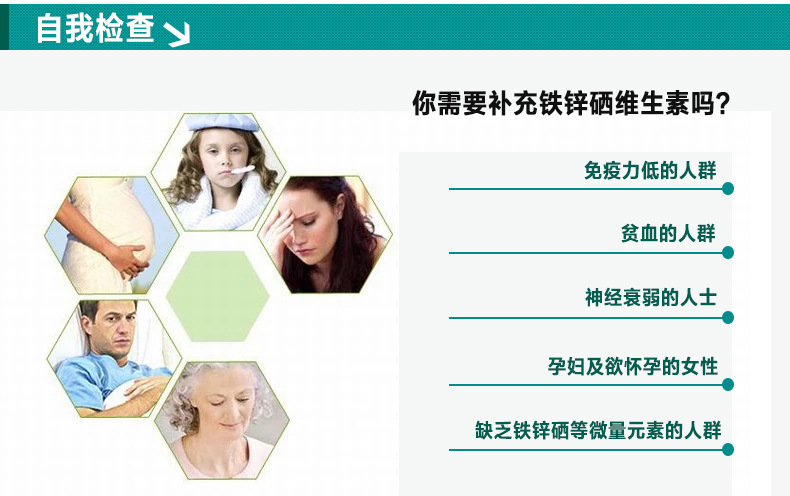 自我检查
你需要补充铁锌硒维生素吗?
免疫力低的人群
贫血的人群
神经衰弱的人士
孕妇及欲怀孕的女性
缺乏铁锌硒等微量元素的人群